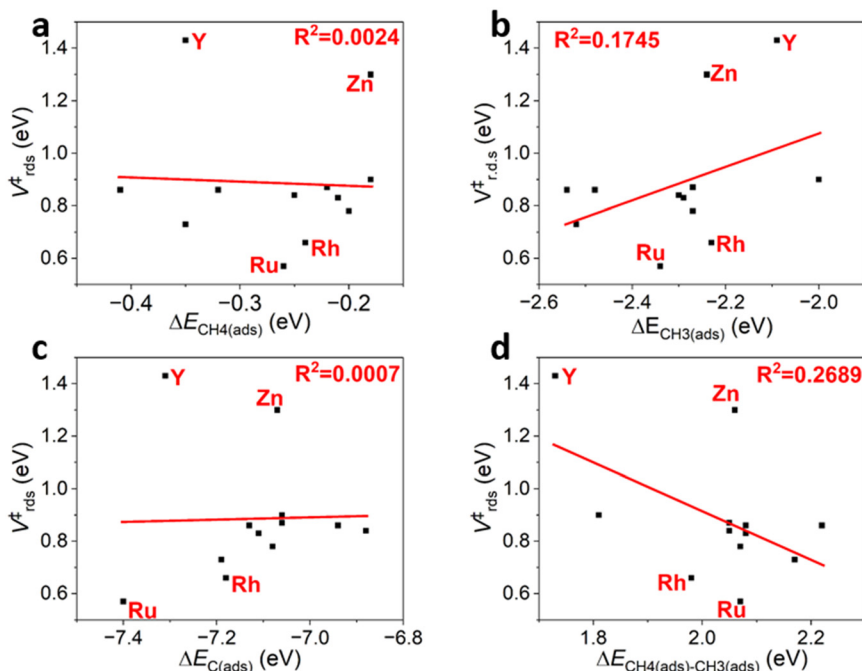 a
R²=0.0024
Y
Zn
Ru
Rh
1.4
1.2
1.0
0.8
0.6
V‡rds (eV)
−0.4
−0.3
−0.2
ΔE_CH4(ads) (eV)
b
R²=0.1745
Y
Zn
Ru
Rh
1.4
1.2
1.0
0.8
0.6
V‡r.d.s (eV)
−2.6
−2.4
−2.2
−2.0
ΔE_CH3(ads) (eV)
c
R²=0.0007
Y
Zn
Rh
Ru
1.4
1.2
1.0
0.8
0.6
V‡rds (eV)
−7.4
−7.2
−7.0
−6.8
ΔE_C(ads) (eV)
d
R²=0.2689
Y
Zn
Rh
Ru
1.4
1.2
1.0
0.8
0.6
V‡rds (eV)
1.8
2.0
2.2
ΔE_CH4(ads)-CH3(ads) (eV)